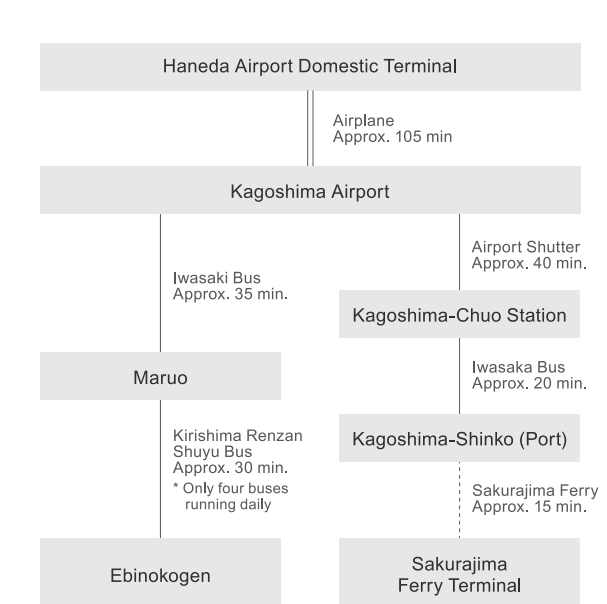 Haneda Airport Domestic Terminal
Airplane
Approx. 105 min
Kagoshima Airport
Airport Shutter
Approx. 40 min.
Iwasaki Bus
Approx. 35 min.
Kagoshima-Chuo Station
Iwasaka Bus
Approx. 20 min.
Maruo
Kirishima Renzan
Shuyu Bus
Approx. 30 min.
* Only four buses
running daily
Kagoshima-Shinko (Port)
Sakurajima Ferry
Approx. 15 min.
Ebinokogen
Sakurajima
Ferry Terminal